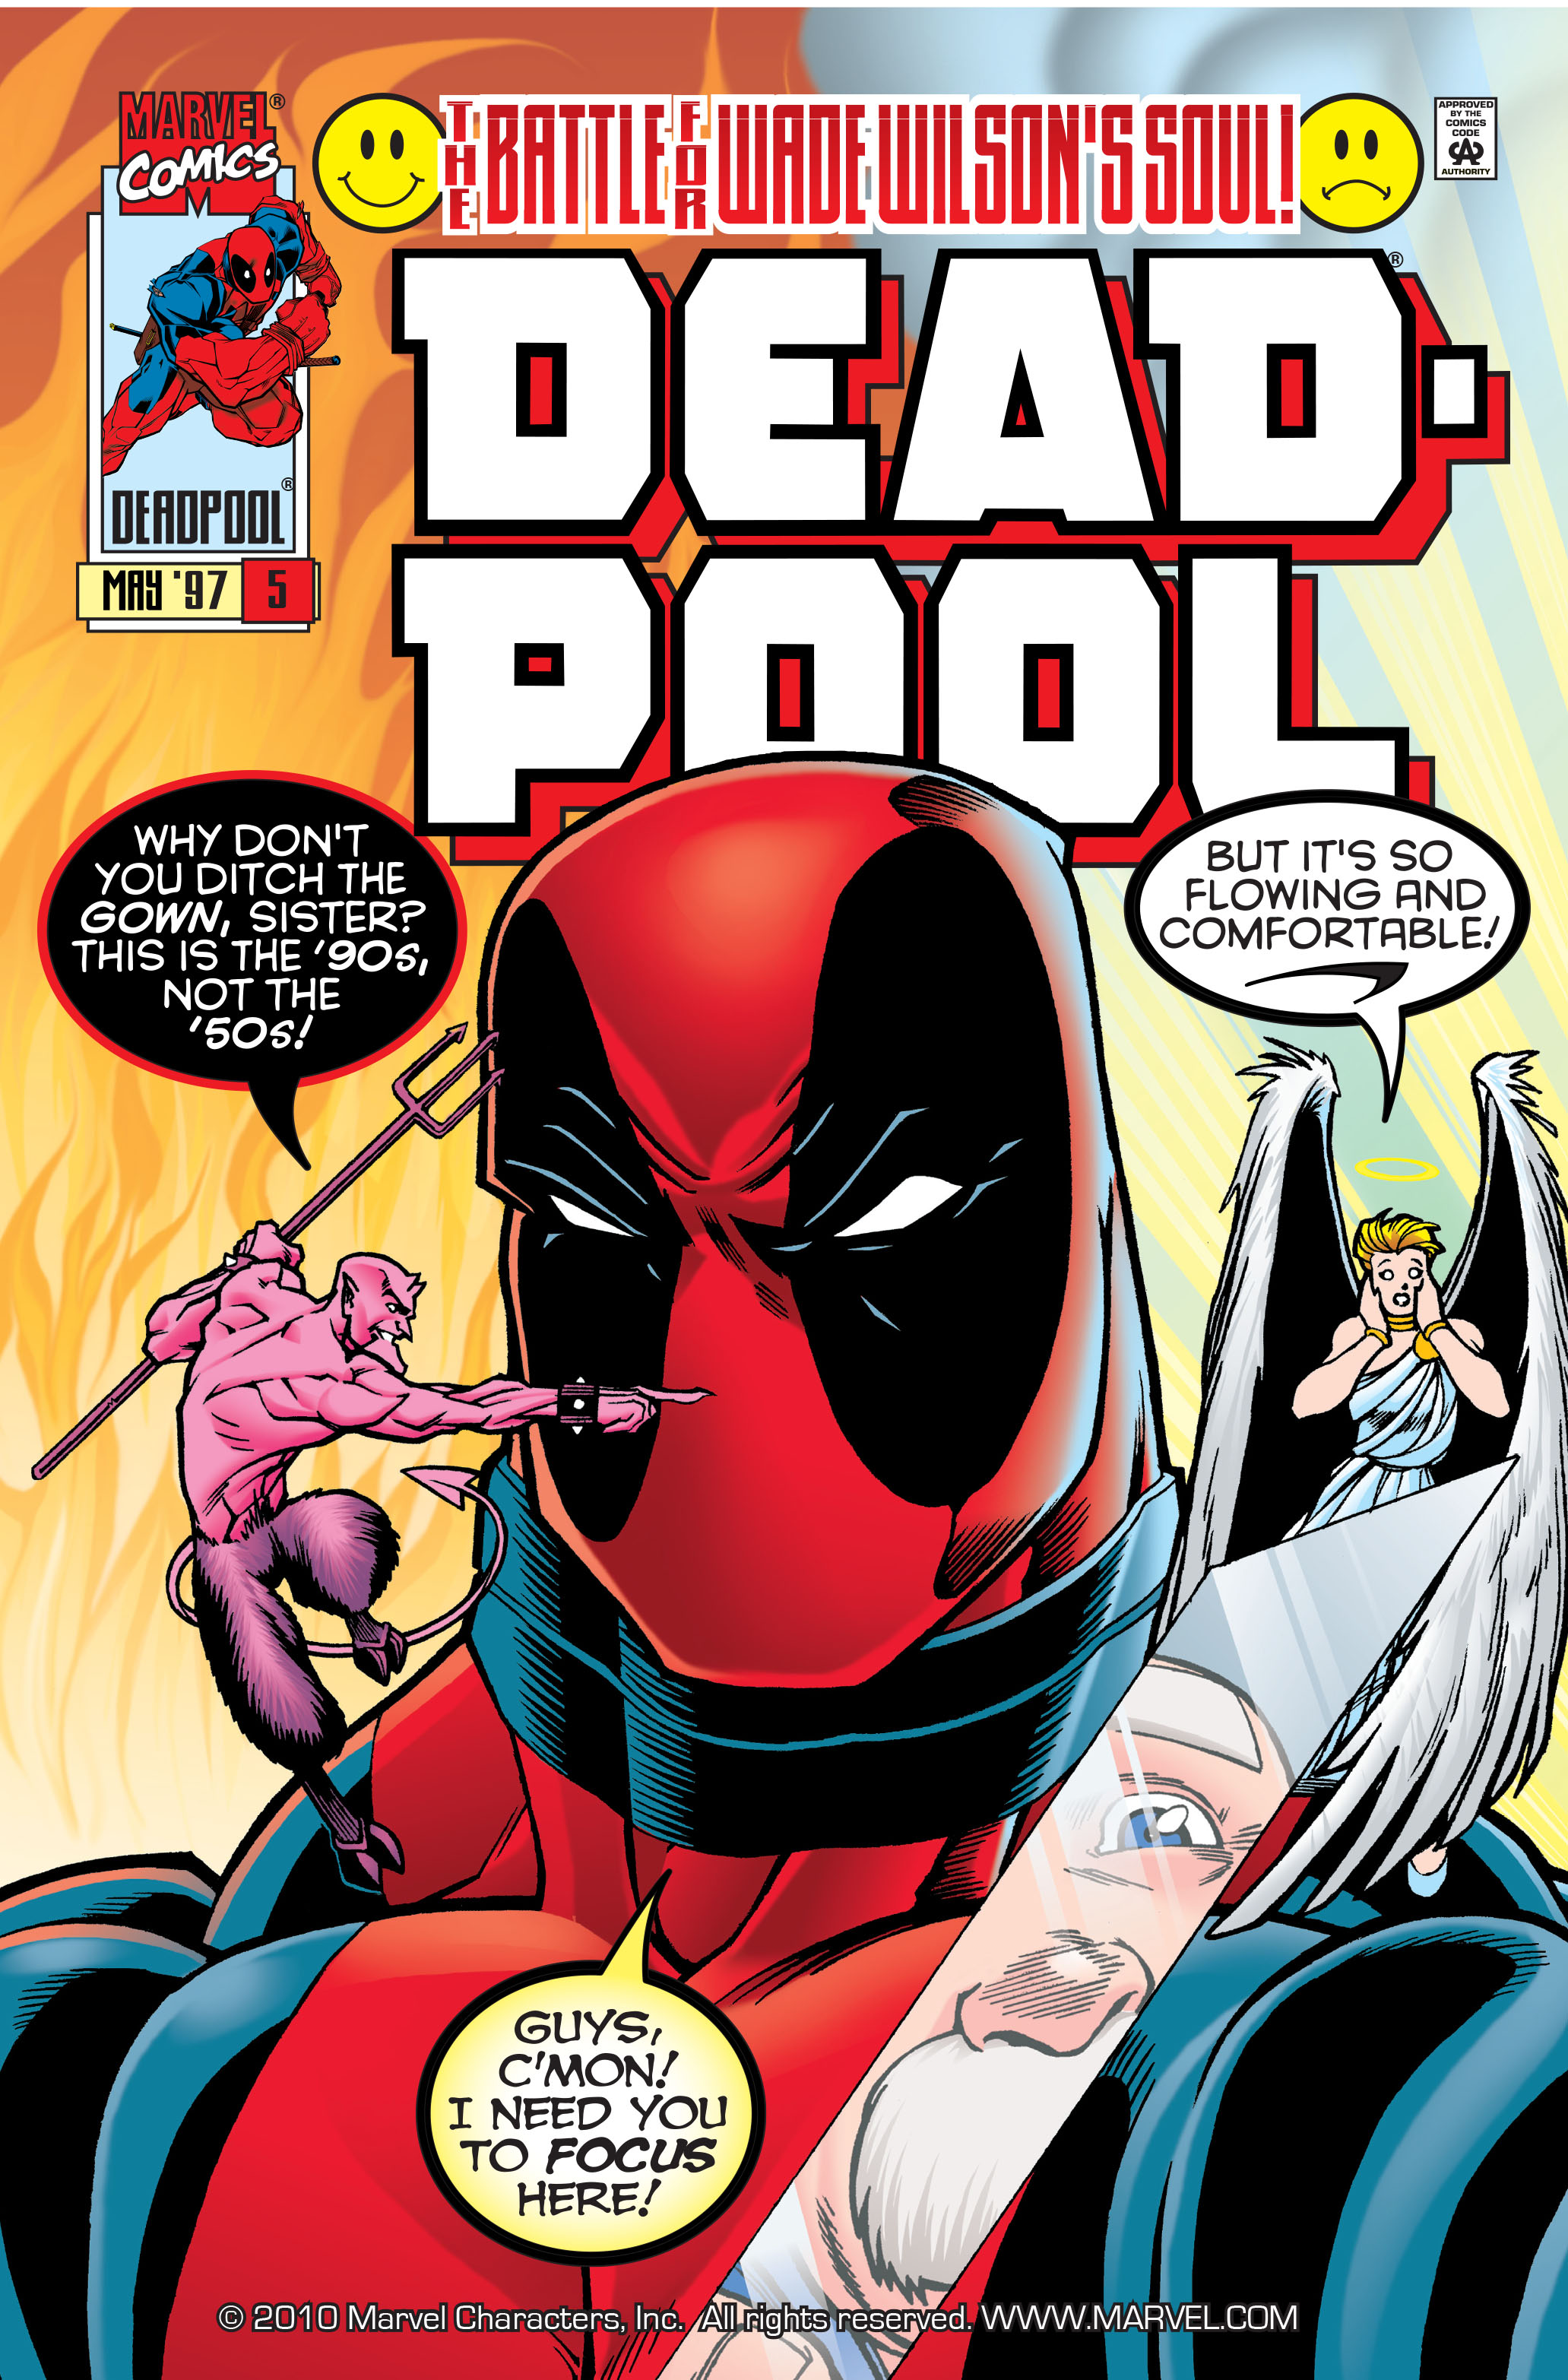 MARVEL®
COMICS
THE BATTLE FOR WADE WILSON'S SOUL!
APPROVED
BY THE
COMICS
CODE
CA
AUTHORITY
DEAD-®
POOL
DEADPOOL®
MAY '97 5
WHY DON'T
YOU DITCH THE
GOWN, SISTER?
THIS IS THE '90s,
NOT THE
'50s!
BUT IT'S SO
FLOWING AND
COMFORTABLE!
GUYS,
C'MON!
I NEED YOU
TO FOCUS
HERE!
© 2010 Marvel Characters, Inc. All rights reserved. WWW.MARVEL.COM